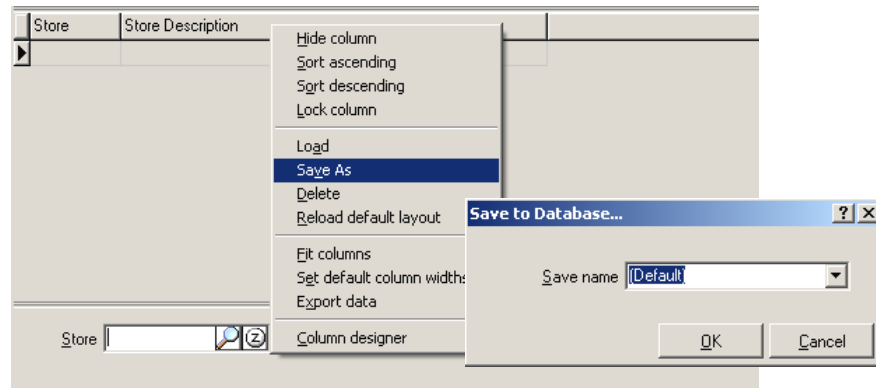 Store Store Description
Hide column
Sort ascending
Sort descending
Lock column
Load
Save As
Delete
Reload default layout
Fit columns
Set default column widths
Export data
Column designer
Save to Database...
Save name (Default)
OK Cancel
Store